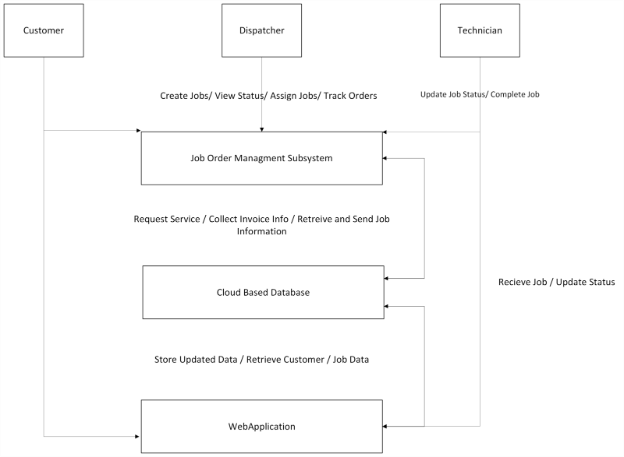 Customer
Dispatcher
Technician
Create Jobs/ View Status/ Assign Jobs/ Track Orders
Update Job Status/ Complete Job
Job Order Managment Subsystem
Request Service / Collect Invoice Info / Retreive and Send Job
Information
Recieve Job / Update Status
Cloud Based Database
Store Updated Data / Retrieve Customer / Job Data
WebApplication